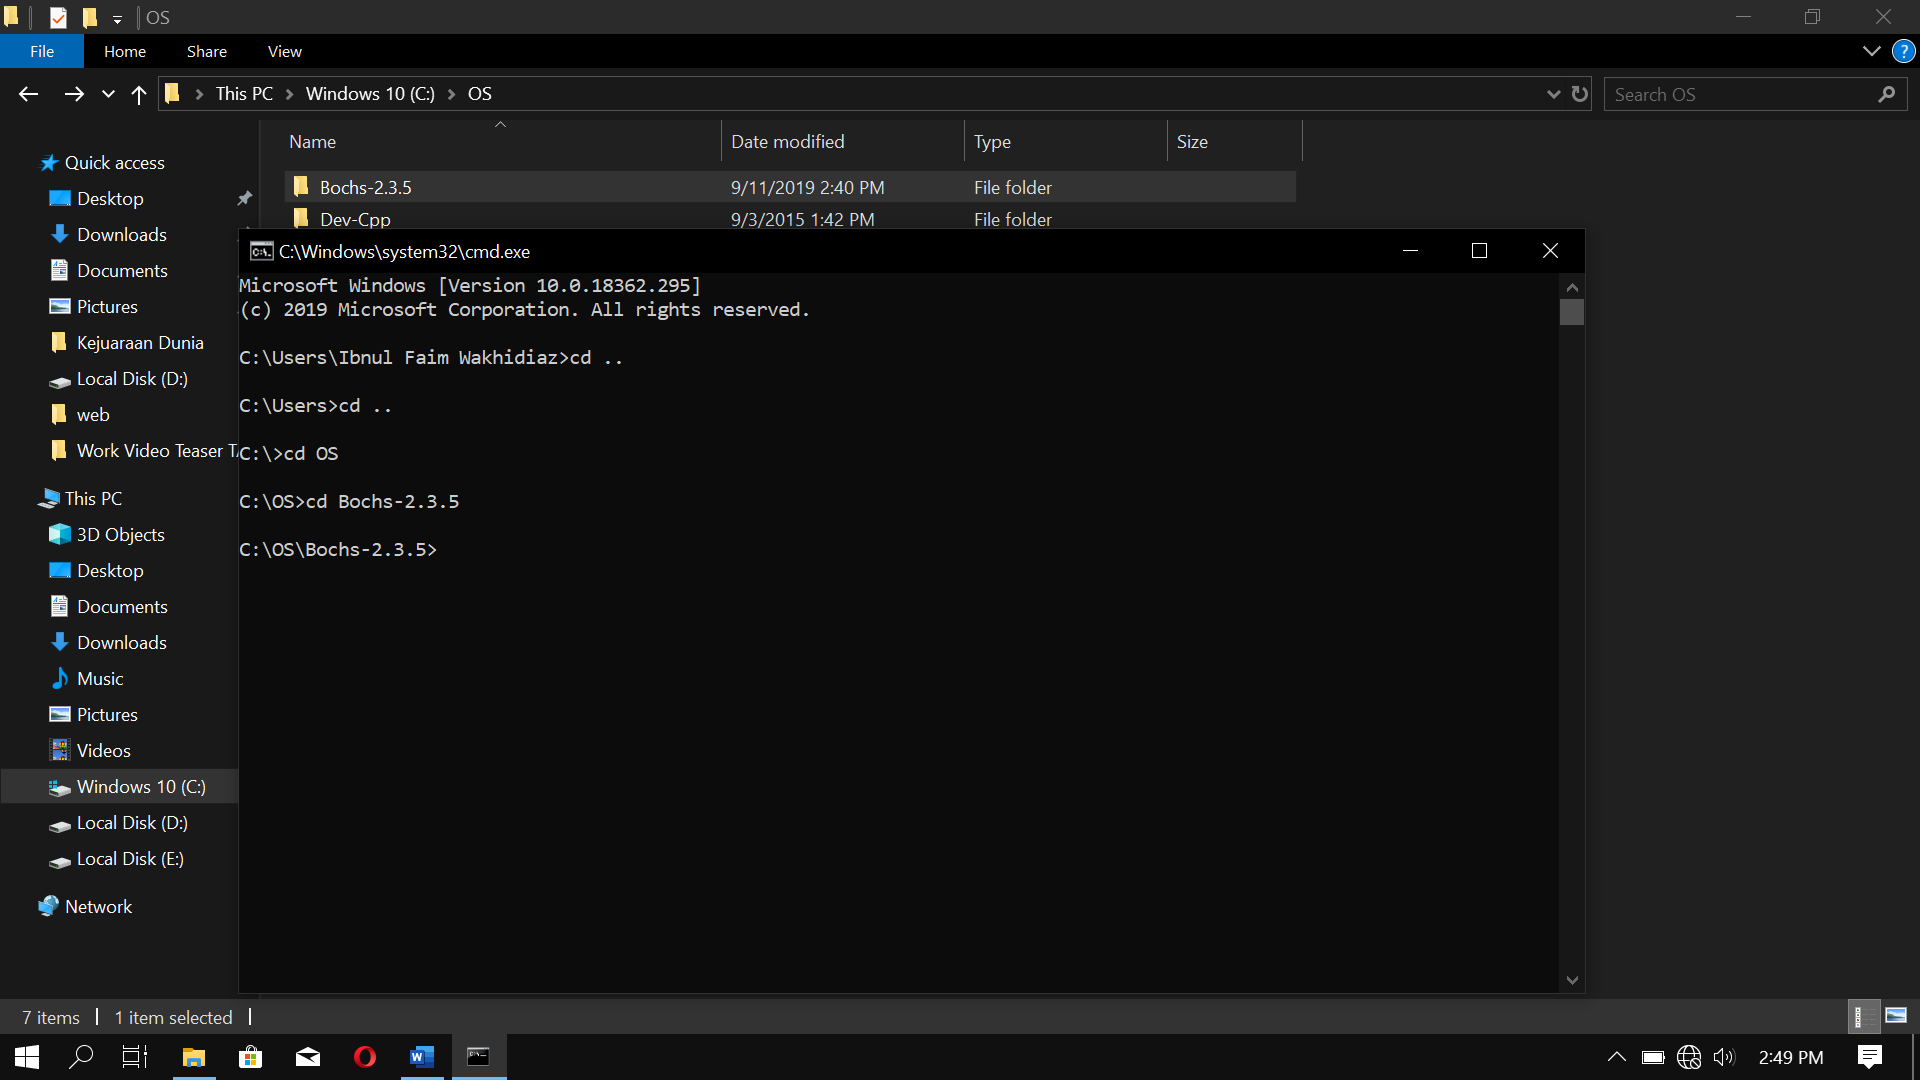 OS
File Home Share View
This PC Windows 10 (C:) OS
Search OS
Name Date modified Type Size
Bochs-2.3.5 9/11/2019 2:40 PM File folder
Dev-Cpp 9/3/2015 1:42 PM File folder
Quick access
Desktop
Downloads
Documents
Pictures
Kejuaraan Dunia
Local Disk (D:)
web
Work Video Teaser
This PC
3D Objects
Desktop
Documents
Downloads
Music
Pictures
Videos
Windows 10 (C:)
Local Disk (D:)
Local Disk (E:)
Network
C:\Windows\system32\cmd.exe
Microsoft Windows [Version 10.0.18362.295]
(c) 2019 Microsoft Corporation. All rights reserved.
C:\Users\Ibnul Faim Wakhidiaz>cd ..
C:\Users>cd ..
C:\>cd OS
C:\OS>cd Bochs-2.3.5
C:\OS\Bochs-2.3.5>
7 items 1 item selected
2:49 PM